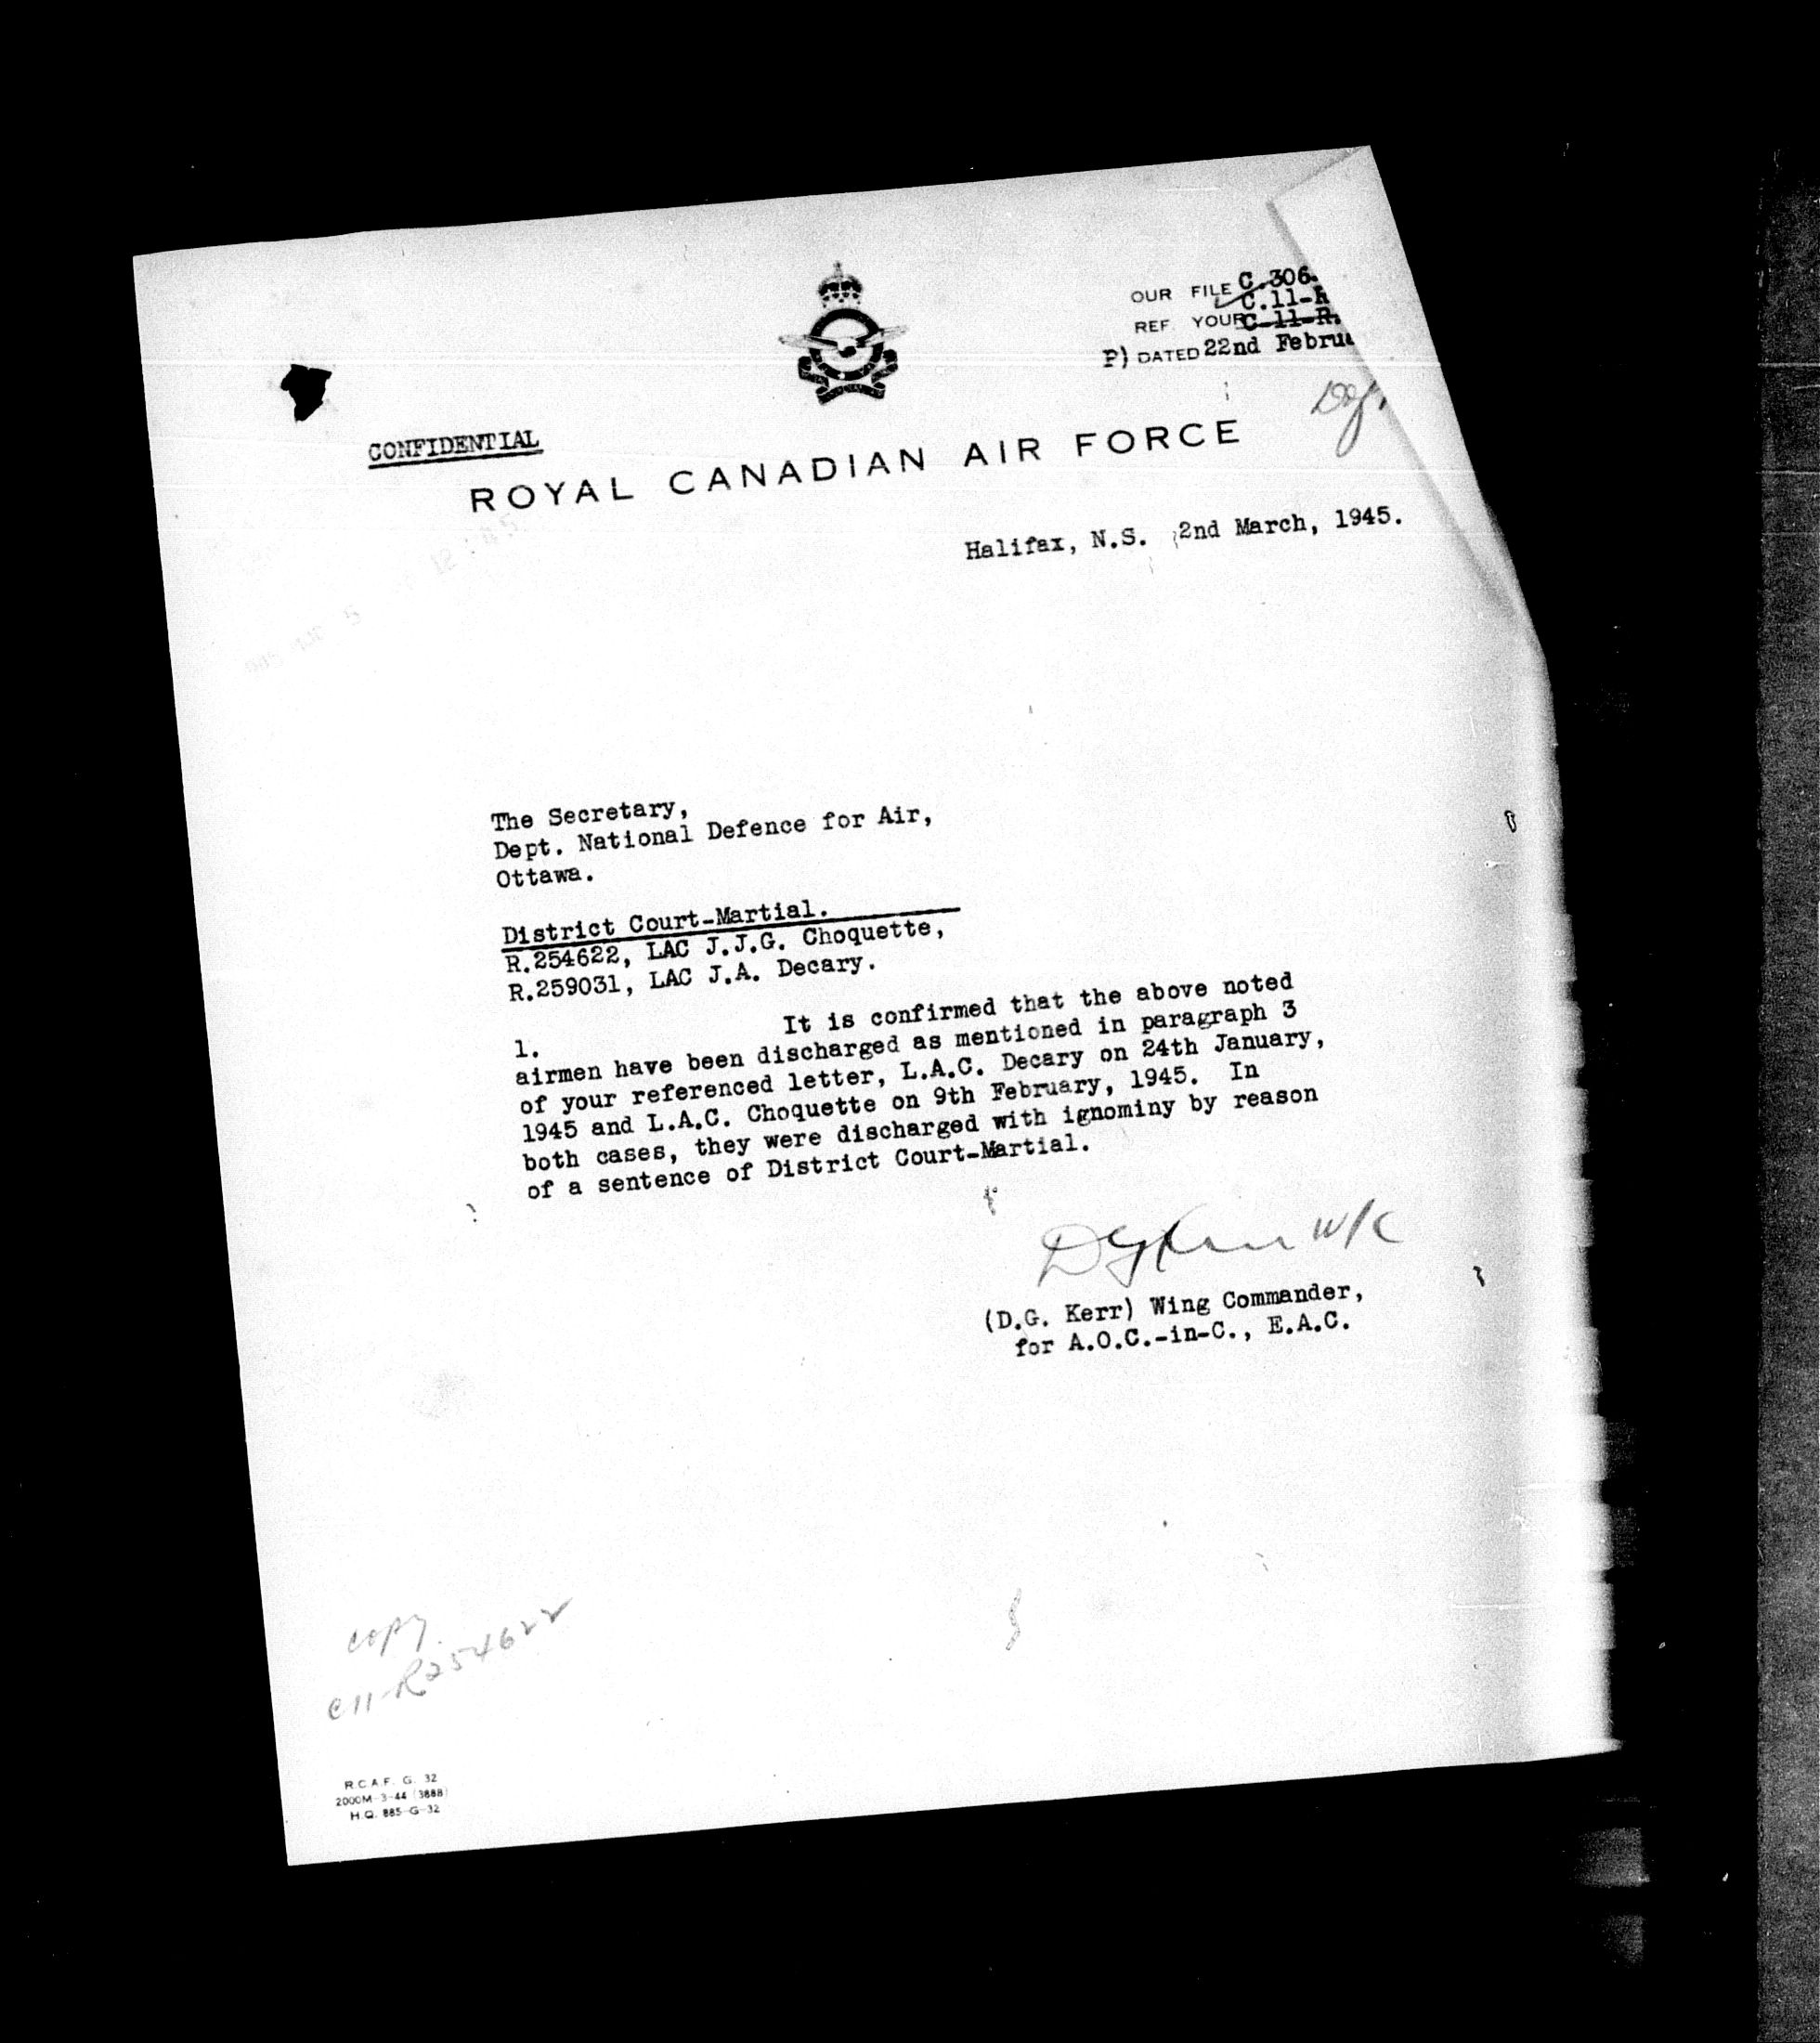 OUR FILE C.306
C.11-R
REF. YOUR C-11-R.
P) DATED 22nd Februa
CONFIDENTIAL
ROYAL CANADIAN AIR FORCE
Halifax, N.S. 2nd March, 1945.
The Secretary,
Dept. National Defence for Air,
Ottawa.
District Court-Martial.
R.254622, LAC J.J.G. Choquette,
R.259031, LAC J.A. Decary.
1. It is confirmed that the above noted
airmen have been discharged as mentioned in paragraph 3
of your referenced letter, L.A.C. Decary on 24th January,
1945 and L.A.C. Choquette on 9th February, 1945. In
both cases, they were discharged with ignominy by reason
of a sentence of District Court-Martial.
DGKerr W/C
(D.G. Kerr) Wing Commander,
for A.O.C.-in-C., E.A.C.
copy
C11-R254622
R.C.A.F. G. 32
2000M-3-44 (3888)
H.Q. 885-G-32